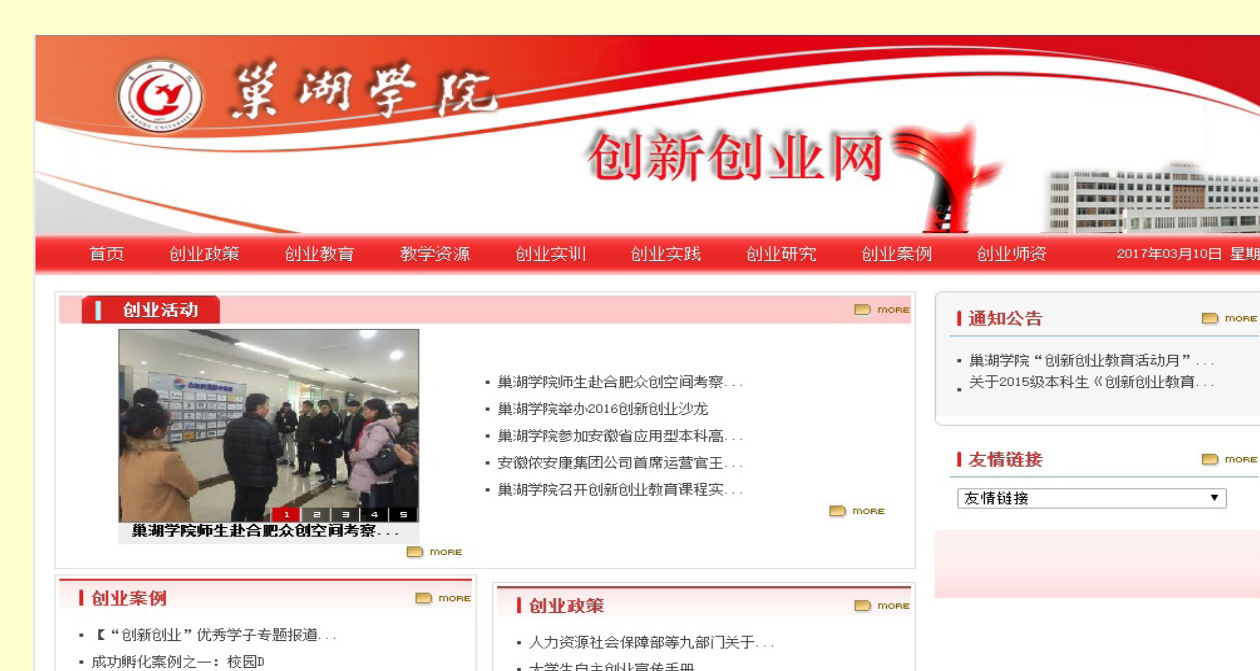 巢湖学院
创新创业网
首页 创业政策 创业教育 教学资源 创业实训 创业实践 创业研究 创业案例 创业师资 2017年03月10日 星期
创业活动 MORE
巢湖学院师生赴合肥众创空间考察...
巢湖学院举办2016创新创业沙龙
巢湖学院参加安徽省应用型本科高...
安徽侬安康集团公司首席运营官王...
巢湖学院召开创新创业教育课程实...
MORE
1 2 3 4 5
巢湖学院师生赴合肥众创空间考察...
MORE
通知公告 MORE
巢湖学院“创新创业教育活动月”...
关于2015级本科生《创新创业教育...
友情链接 MORE
友情链接
创业案例 MORE
【“创新创业”优秀学子专题报道...
成功孵化案例之一：校园D
创业政策 MORE
人力资源社会保障部等九部门关于...
大学生自主创业宣传手册